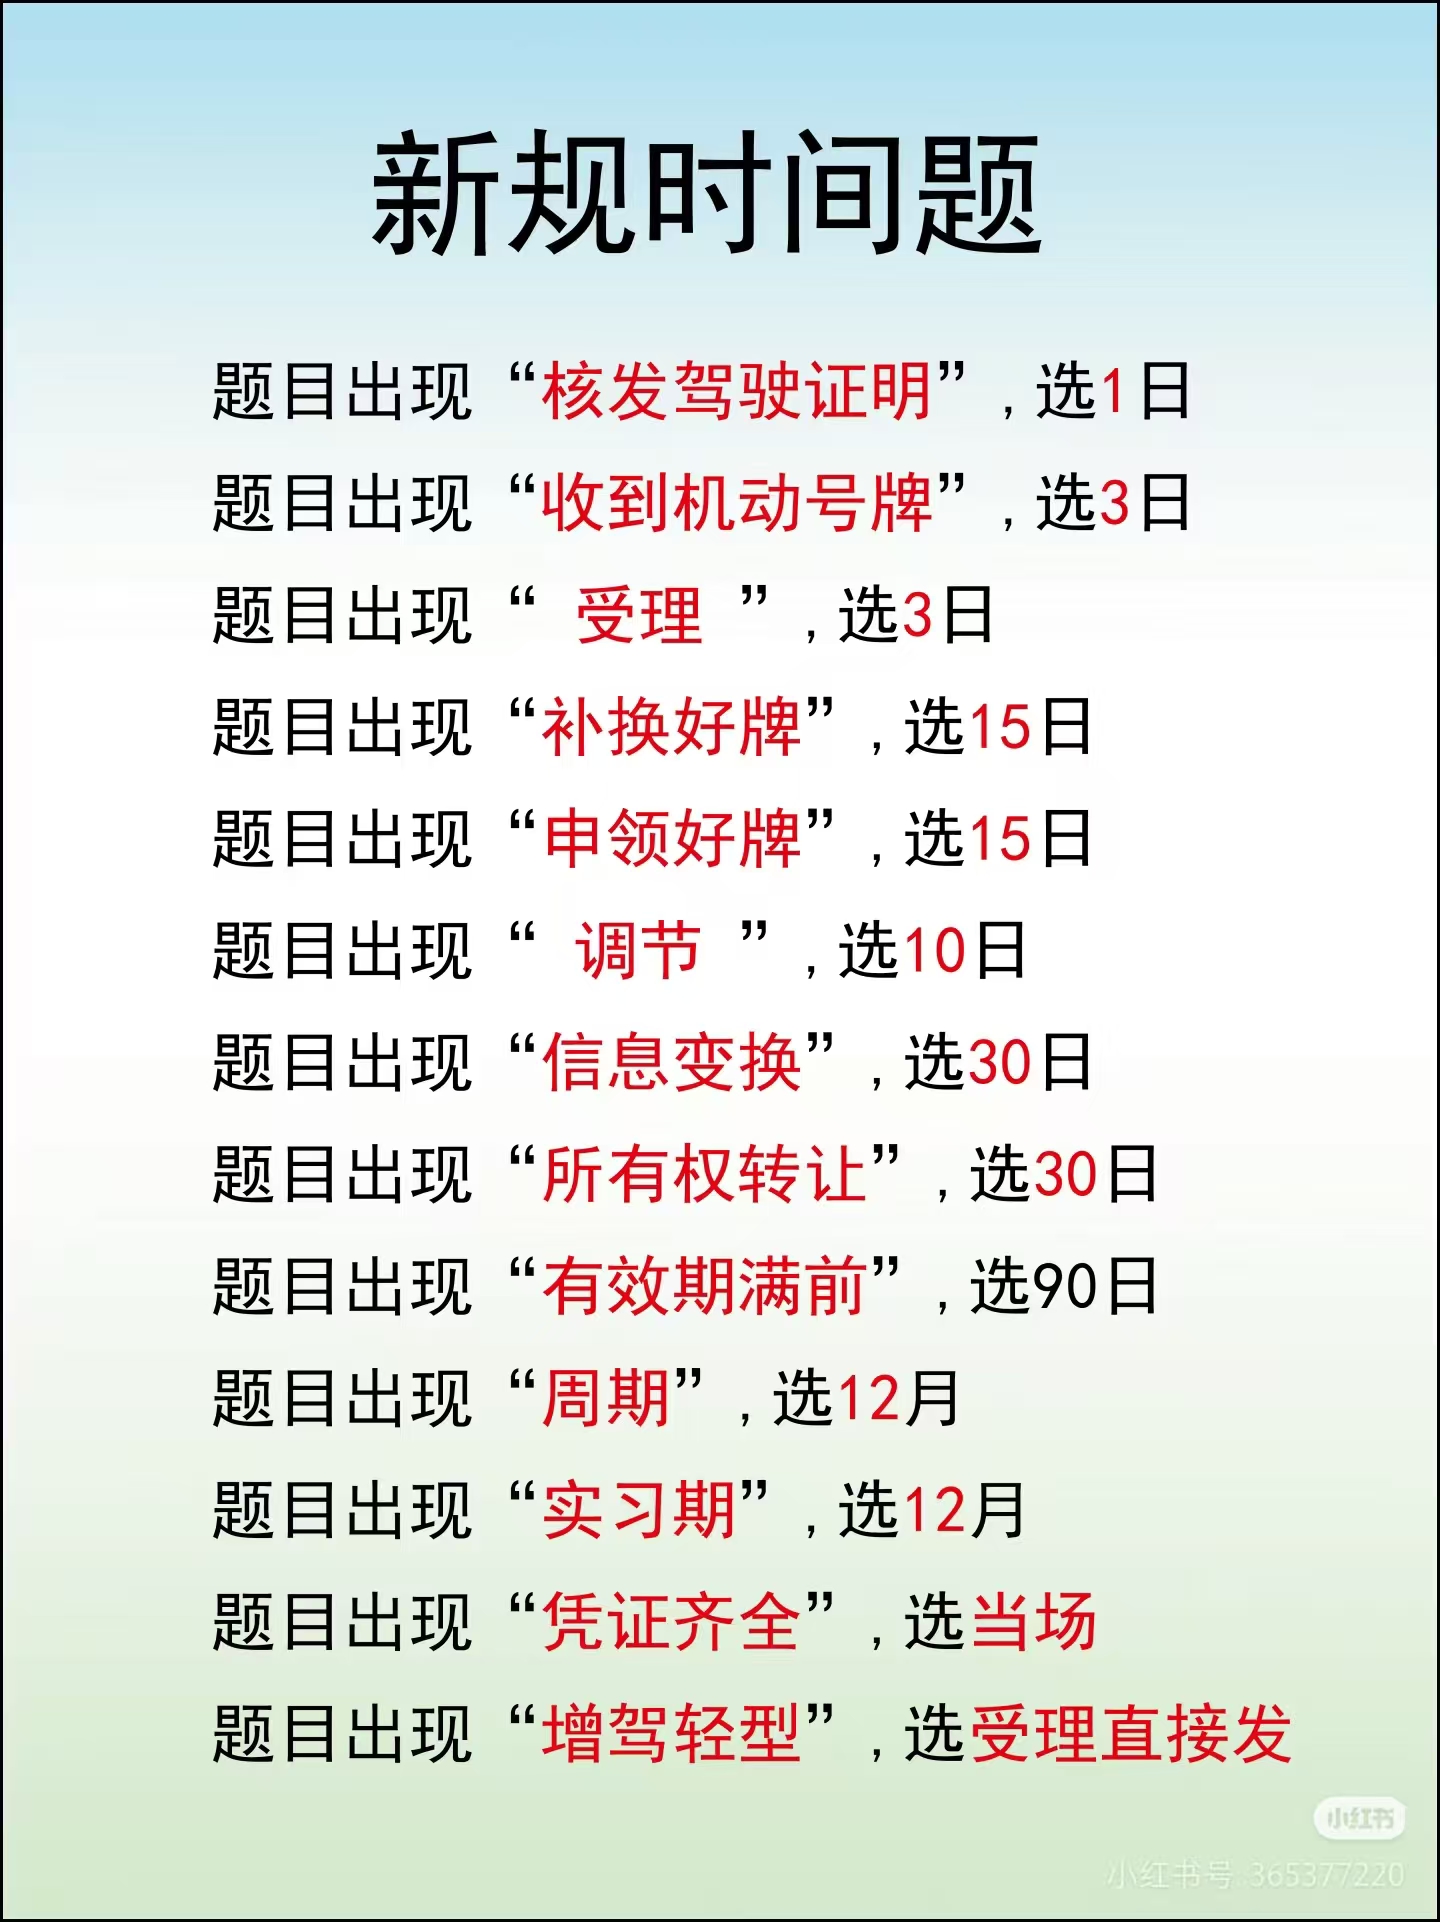 新规时间题
题目出现“核发驾驶证明”,选1日
题目出现“收到机动号牌”,选3日
题目出现“ 受理 ”,选3日
题目出现“补换好牌”,选15日
题目出现“申领好牌”,选15日
题目出现“ 调节 ”,选10日
题目出现“信息变换”,选30日
题目出现“所有权转让”,选30日
题目出现“有效期满前”,选90日
题目出现“周期”,选12月
题目出现“实习期”,选12月
题目出现“凭证齐全”,选当场
题目出现“增驾轻型”,选受理直接发
小红书
小红书号:365377220